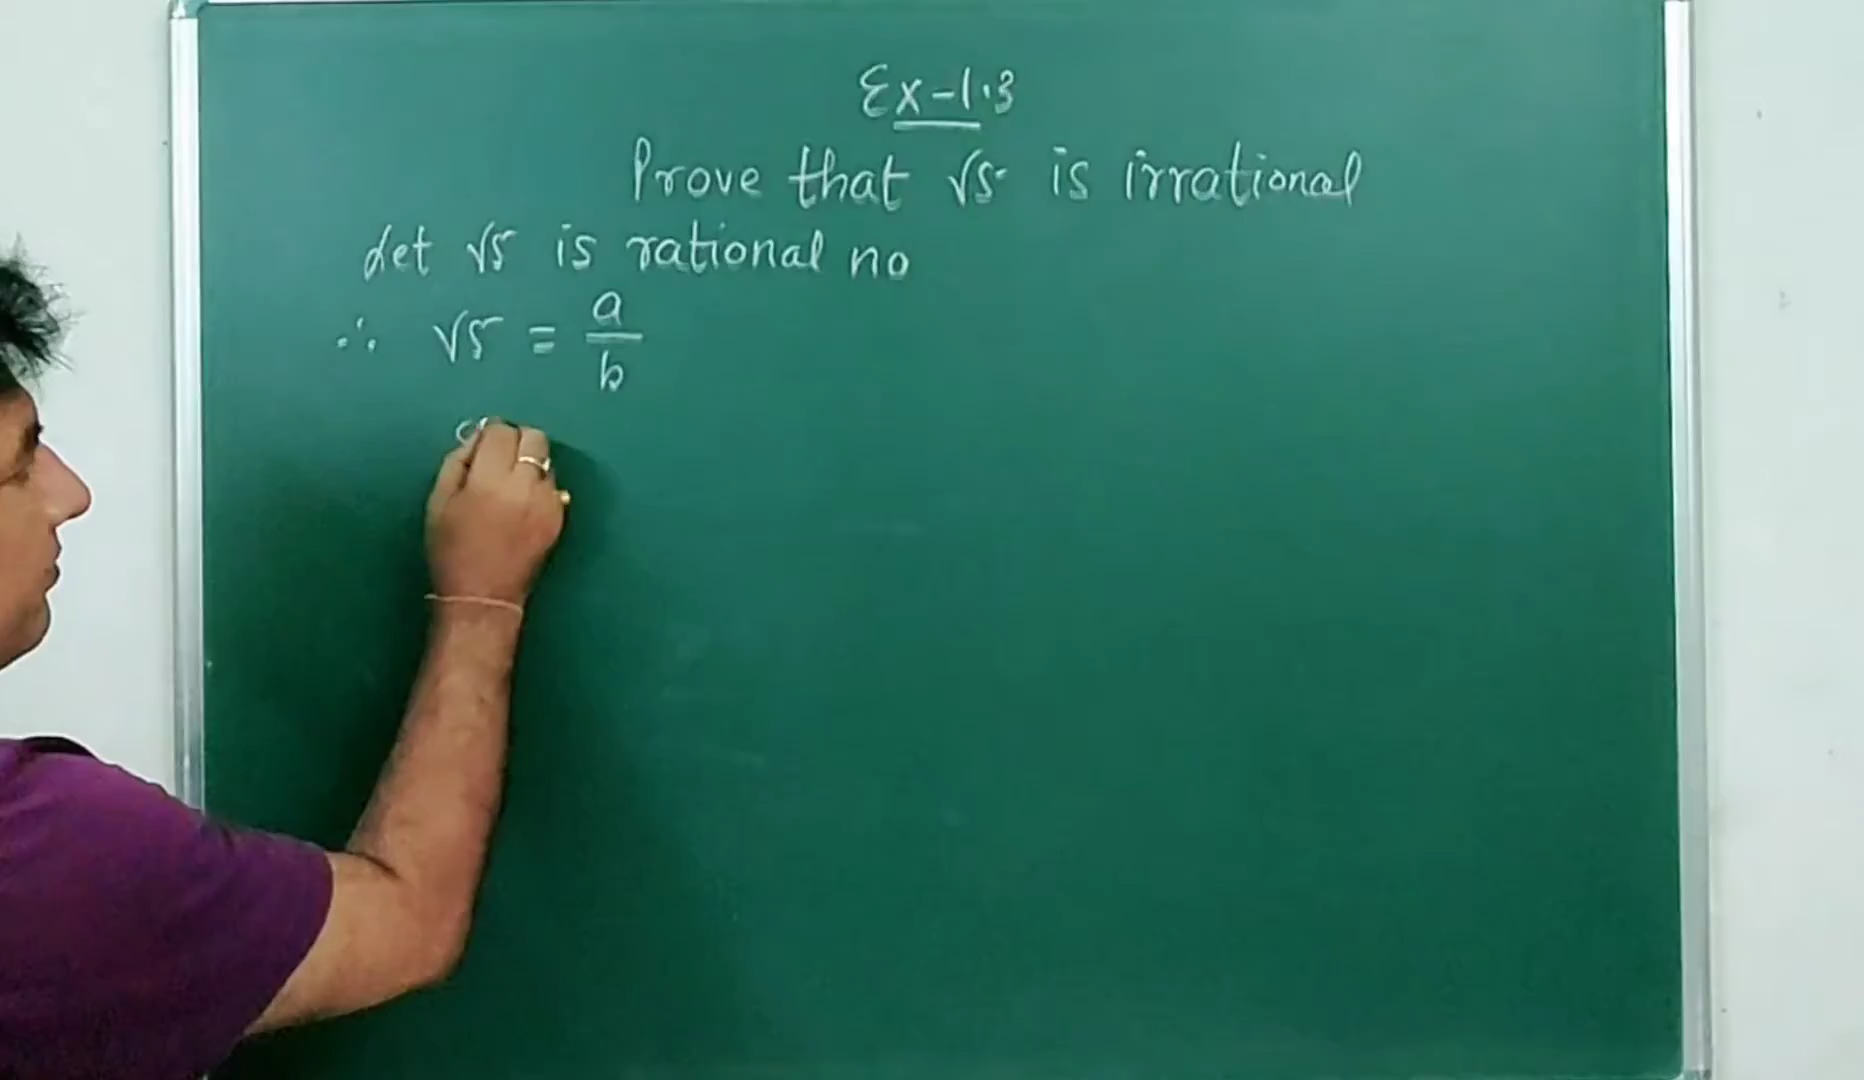 Ex-1.3
Prove that √5 is irrational
Let √5 is rational no
∴ √5 = a/b